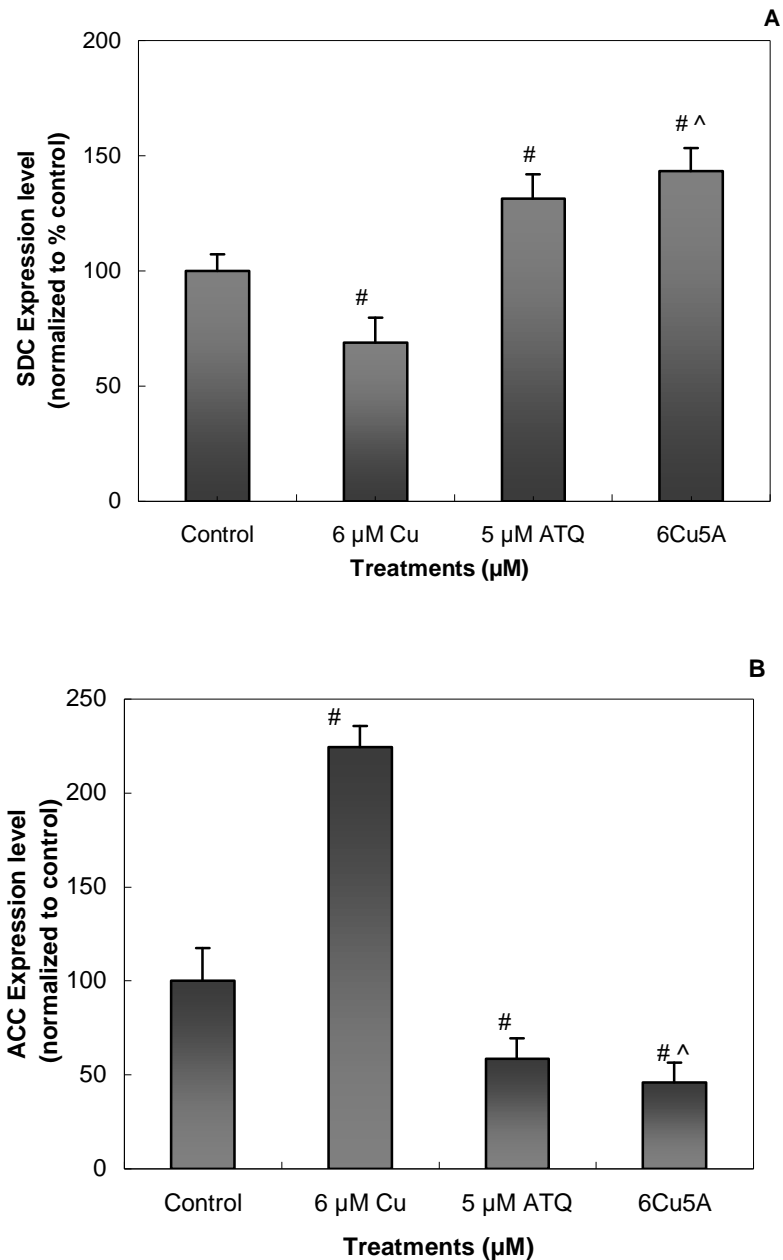 A
SDC Expression level
(normalized to % control)
200
150
100
50
0
#
#
# ^
Control 6 µM Cu 5 µM ATQ 6Cu5A
Treatments (µM)
B
ACC Expression level
(normalized to control)
250
200
150
100
50
0
#
#
# ^
Control 6 µM Cu 5 µM ATQ 6Cu5A
Treatments (µM)